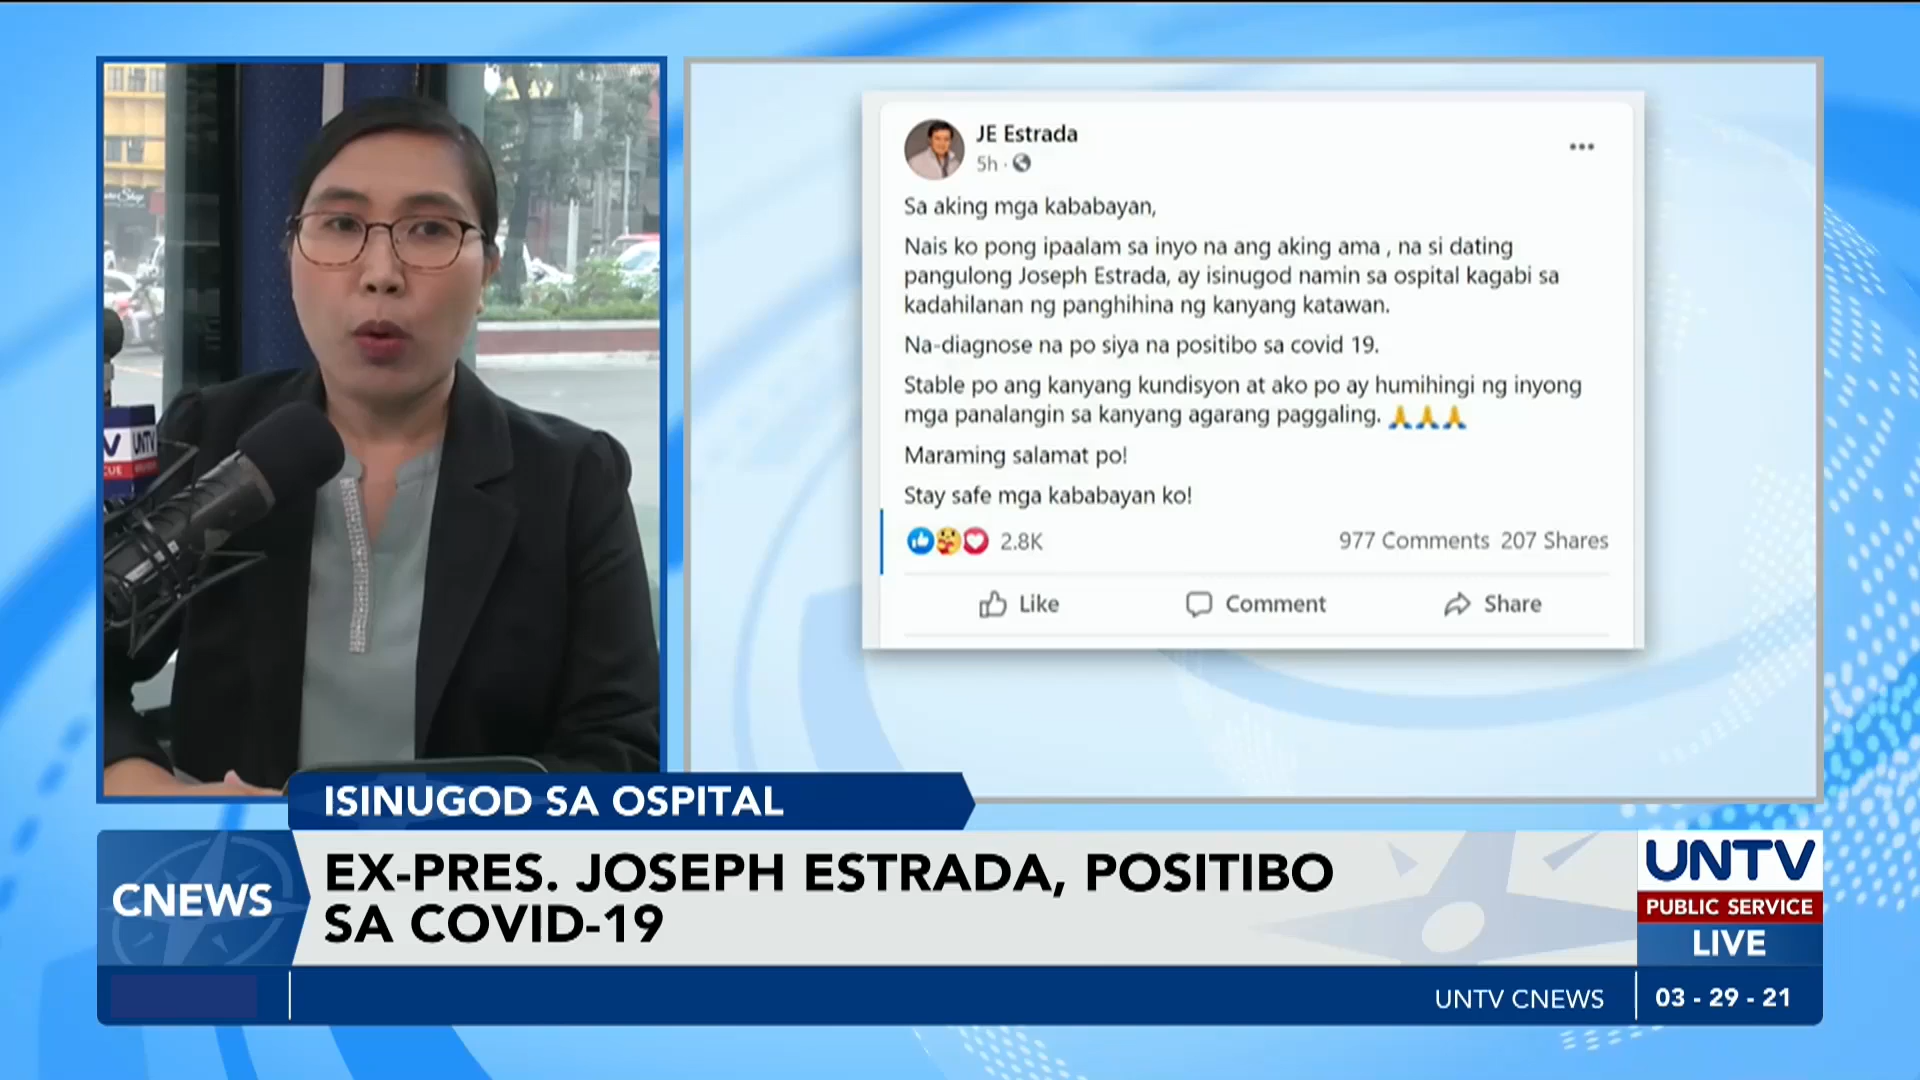 JE Estrada
5h ·
Sa aking mga kababayan,
Nais ko pong ipaalam sa inyo na ang aking ama , na si dating
pangulong Joseph Estrada, ay isinugod namin sa ospital kagabi sa
kadahilanan ng panghihina ng kanyang katawan.
Na-diagnose na po siya na positibo sa covid 19.
Stable po ang kanyang kundisyon at ako po ay humihingi ng inyong
mga panalangin sa kanyang agarang paggaling. 🙏🙏🙏
Maraming salamat po!
Stay safe mga kababayan ko!
2.8K 977 Comments 207 Shares
Like Comment Share
UNTV
ISINUGOD SA OSPITAL
CNEWS
EX-PRES. JOSEPH ESTRADA, POSITIBO
SA COVID-19
UNTV
PUBLIC SERVICE
LIVE
UNTV CNEWS
03 - 29 - 21